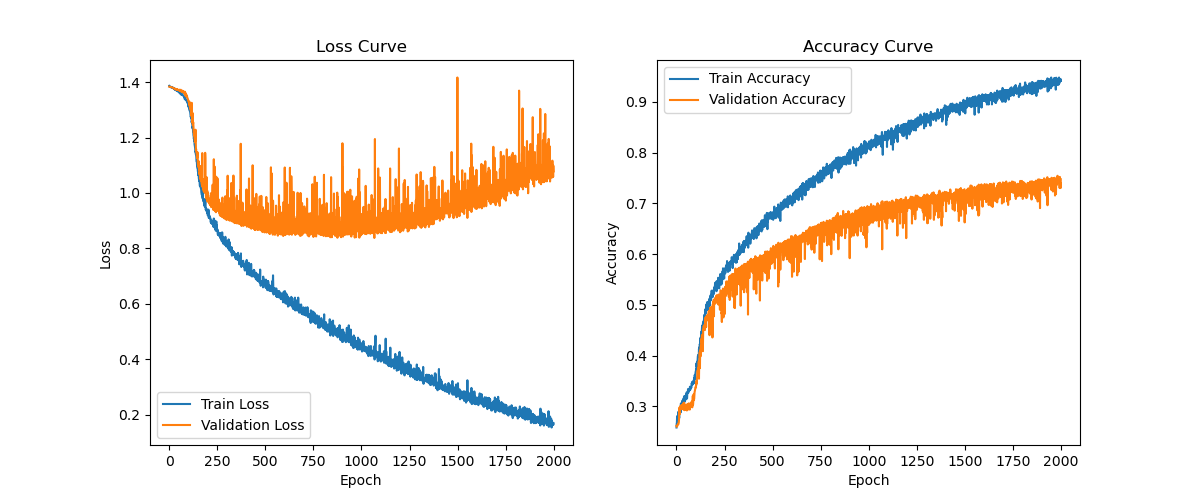 Loss Curve
1.4
1.2
1.0
0.8
0.6
0.4
0.2
Loss
Train Loss
Validation Loss
0 250 500 750 1000 1250 1500 1750 2000
Epoch
Accuracy Curve
Train Accuracy
Validation Accuracy
0.9
0.8
0.7
0.6
0.5
0.4
0.3
Accuracy
0 250 500 750 1000 1250 1500 1750 2000
Epoch